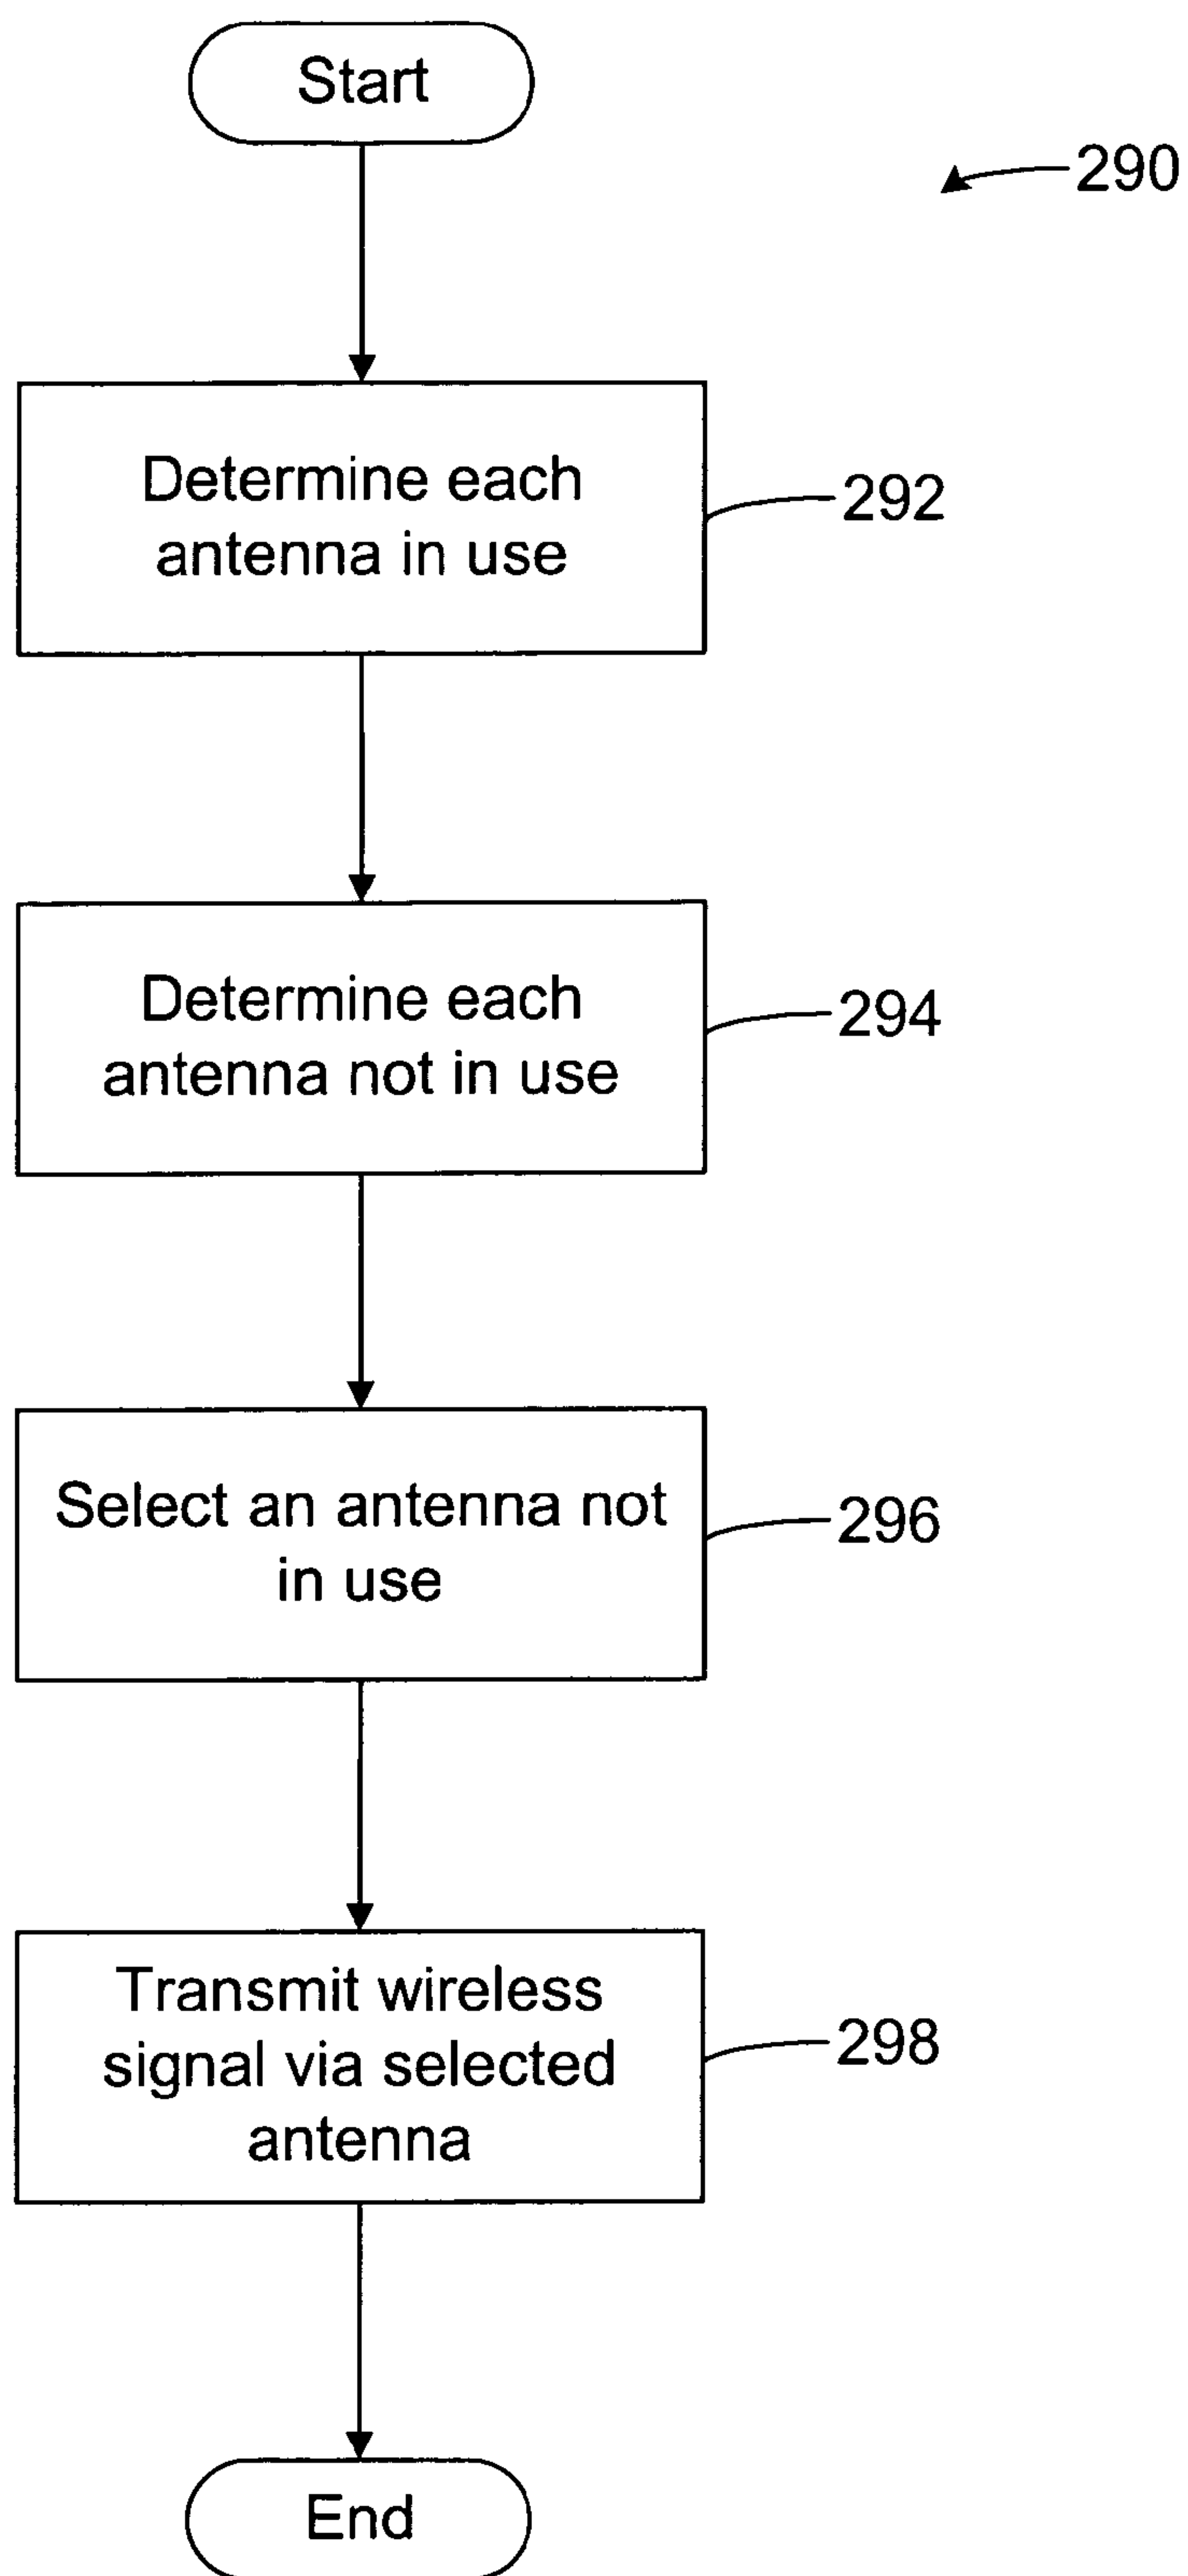 Start
290
Determine each
antenna in use
292
Determine each
antenna not in use
294
Select an antenna not
in use
296
Transmit wireless
signal via selected
antenna
298
End